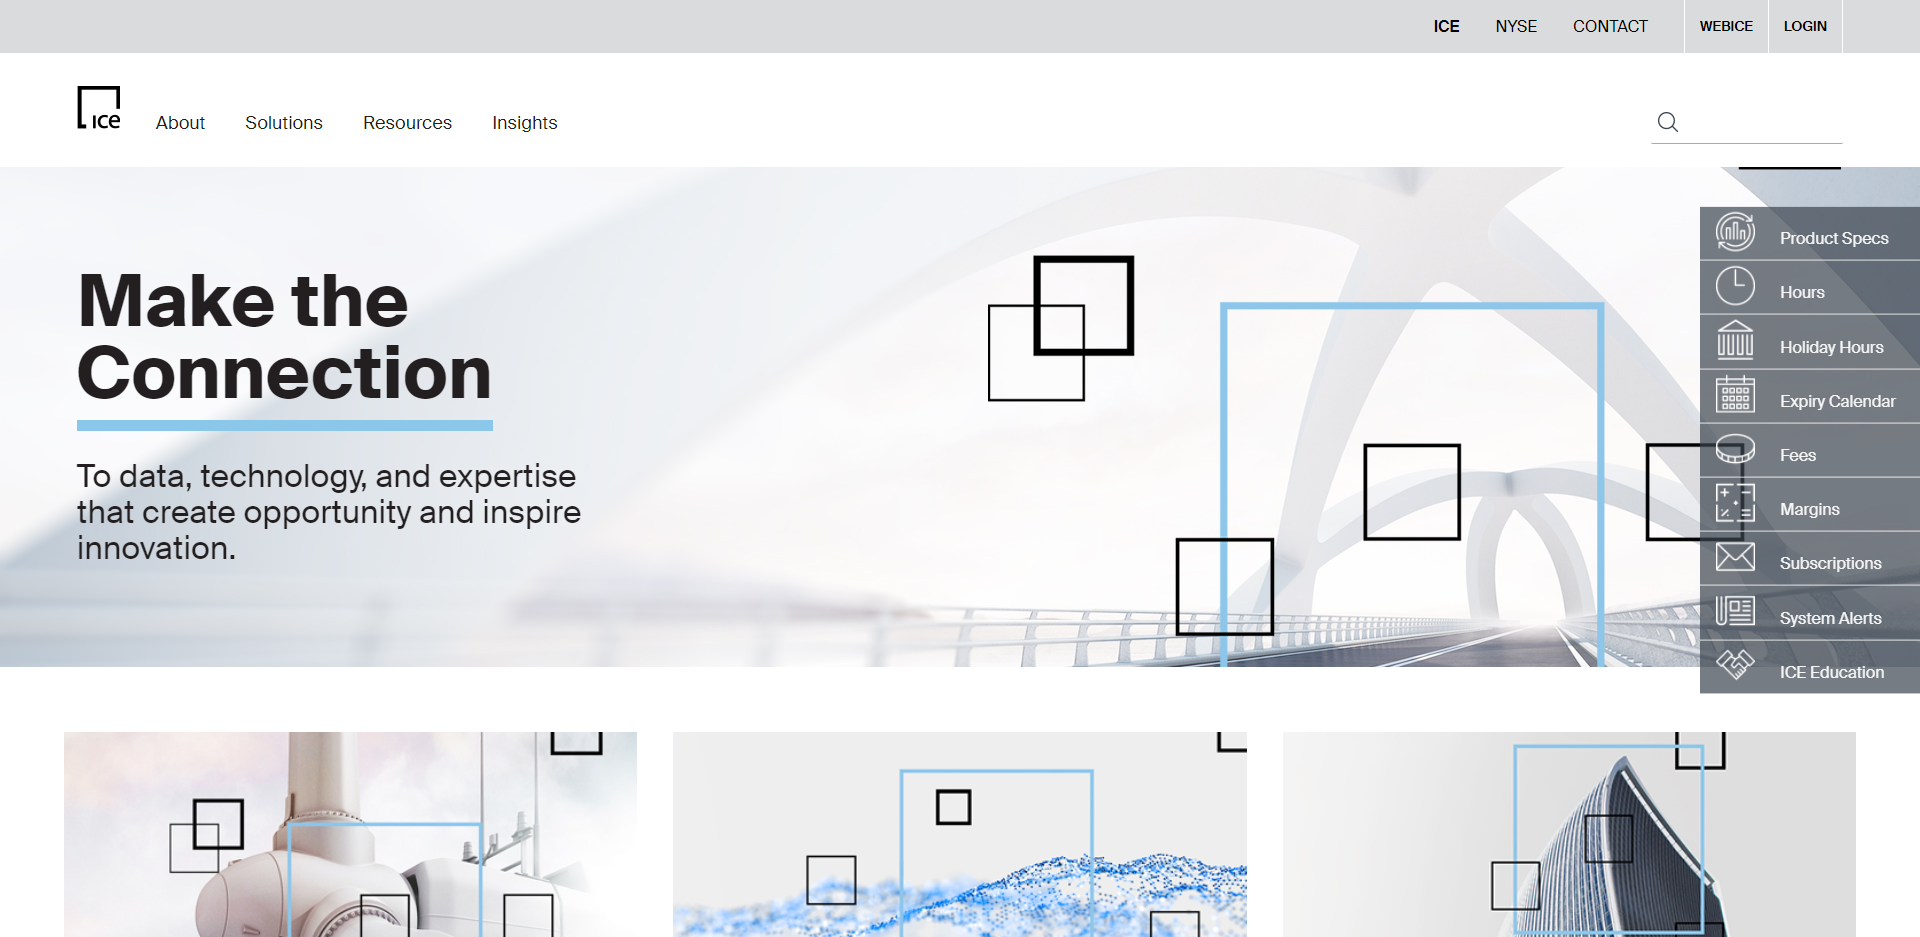 ICE NYSE CONTACT WEBICE LOGIN
ice About Solutions Resources Insights
Make the
Connection
To data, technology, and expertise
that create opportunity and inspire
innovation.
Product Specs
Hours
Holiday Hours
Expiry Calendar
Fees
Margins
Subscriptions
System Alerts
ICE Education